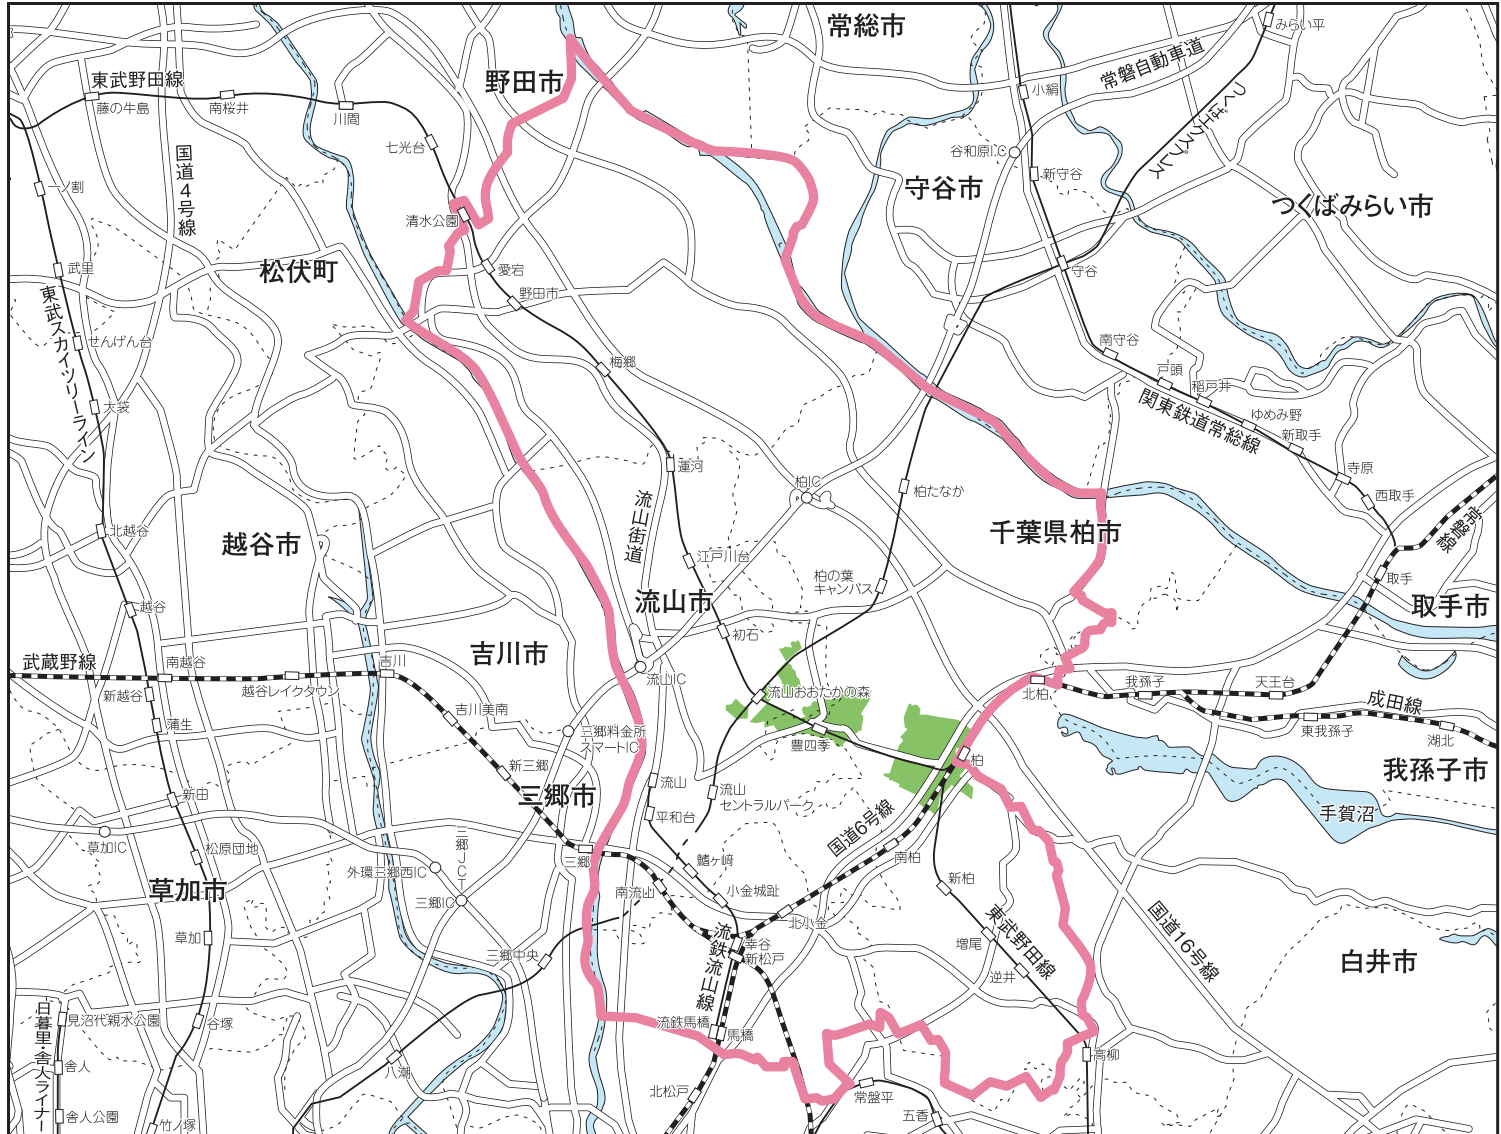 常総市
みらい平
東武野田線
野田市
常磐自動車道
藤の牛島
南桜井
川間
小絹
つくばエクスプレス
七光台
谷和原IC
国道4号線
一ノ割
新守谷
守谷市
つくばみらい市
清水公園
武里
松伏町
愛宕
守谷
野田市
東武スカイツリーライン
せんげん台
南守谷
梅郷
戸頭
稲戸井
大袋
関東鉄道常総線
ゆめみ野
新取手
運河
寺原
柏IC
柏たなか
西取手
流山街道
常磐線
北越谷
越谷市
千葉県柏市
江戸川台
柏の葉
キャンパス
取手
越谷
流山市
取手市
初石
吉川市
武蔵野線
南越谷
吉川
流山IC
我孫子
天王台
新越谷
越谷レイクタウン
流山おおたかの森
北柏
成田線
蒲生
吉川美南
三郷料金所
スマートIC
豊四季
東我孫子
湖北
柏
新三郷
我孫子市
流山
流山
セントラルパーク
新田
三郷市
手賀沼
平和台
国道6号線
草加IC
松原団地
三郷JCT
三郷
鰭ヶ崎
南柏
外環三郷西IC
草加市
南流山
小金城趾
新柏
三郷IC
北小金
東武野田線
国道16号線
草加
流鉄流山線
幸谷
新松戸
増尾
三郷中央
白井市
逆井
日暮里・舎人ライナー
見沼代親水公園
谷塚
流鉄馬橋
馬橋
高柳
舎人
八潮
北松戸
常盤平
舎人公園
竹ノ塚
五香